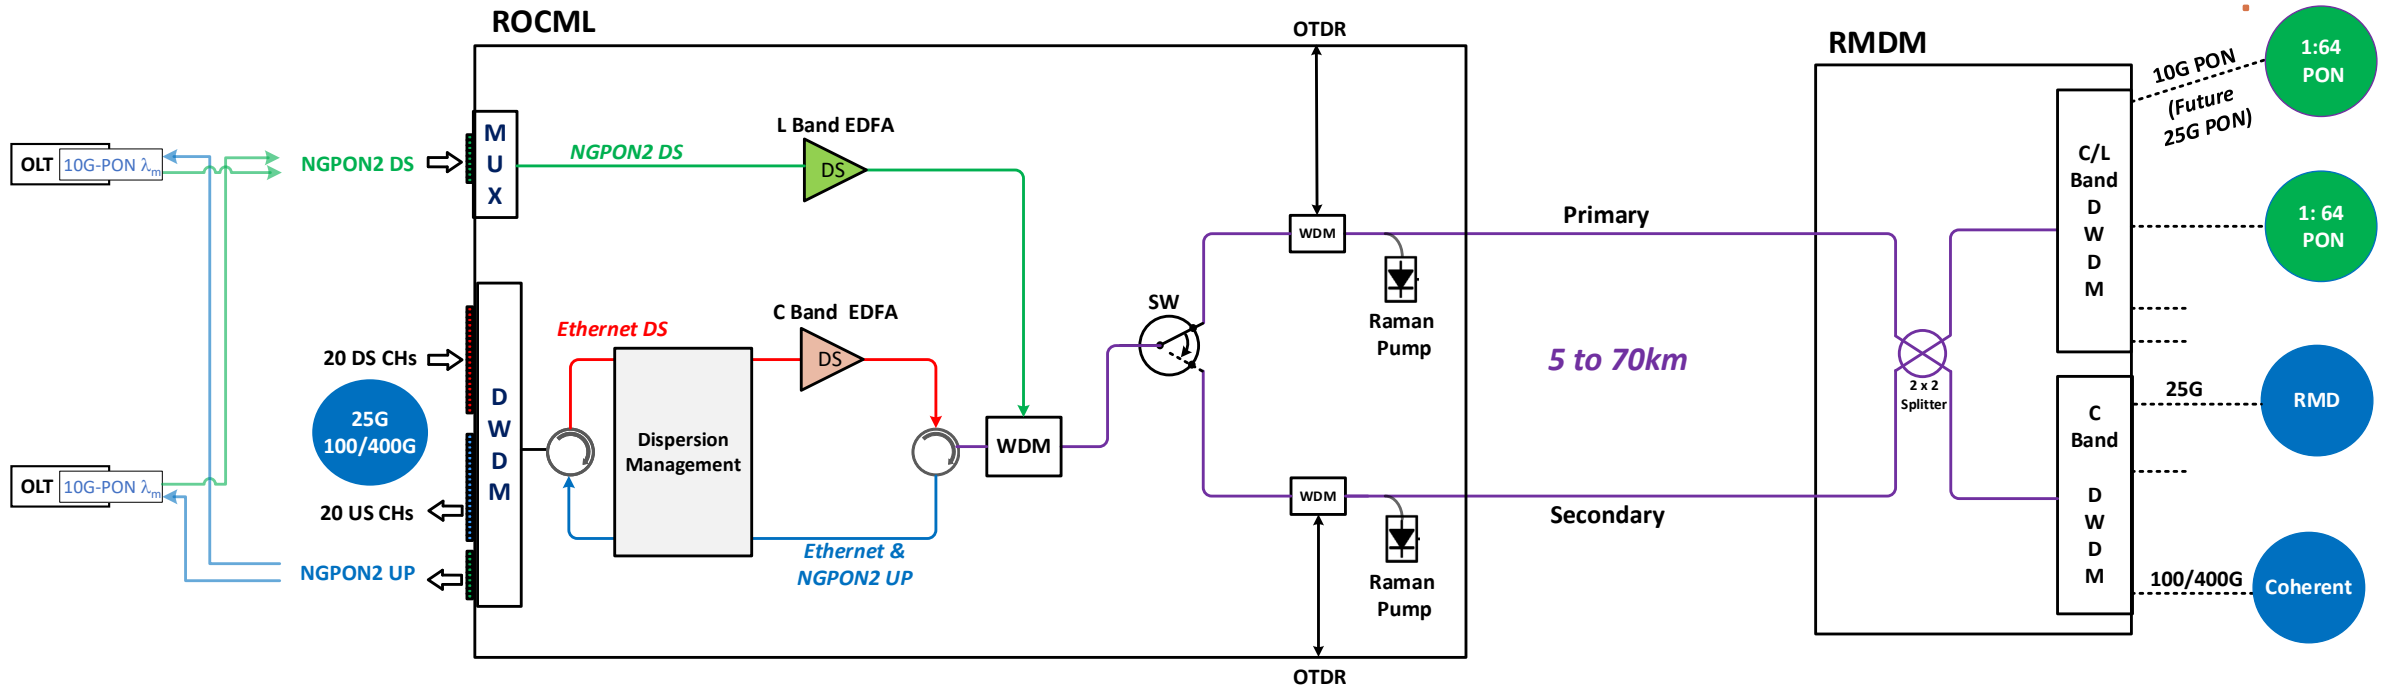 ROCML
OTDR
RMDM
1:64
PON
10G PON
(Future
25G PON)
L Band EDFA
M
U
X
OLT
10G-PON λm
NGPON2 DS
NGPON2 DS
DS
C/L
Band
D
W
D
M
1: 64
PON
Primary
WDM
SW
C Band  EDFA
Ethernet DS
DS
Raman
Pump
20 DS CHs
5 to 70km
2 x 2
Splitter
25G
100/400G
D
W
D
M
Dispersion
Management
WDM
C
Band
D
W
D
M
25G
RMD
OLT
10G-PON λm
20 US CHs
WDM
Secondary
Ethernet &
NGPON2 UP
NGPON2 UP
Raman
Pump
100/400G
Coherent
OTDR